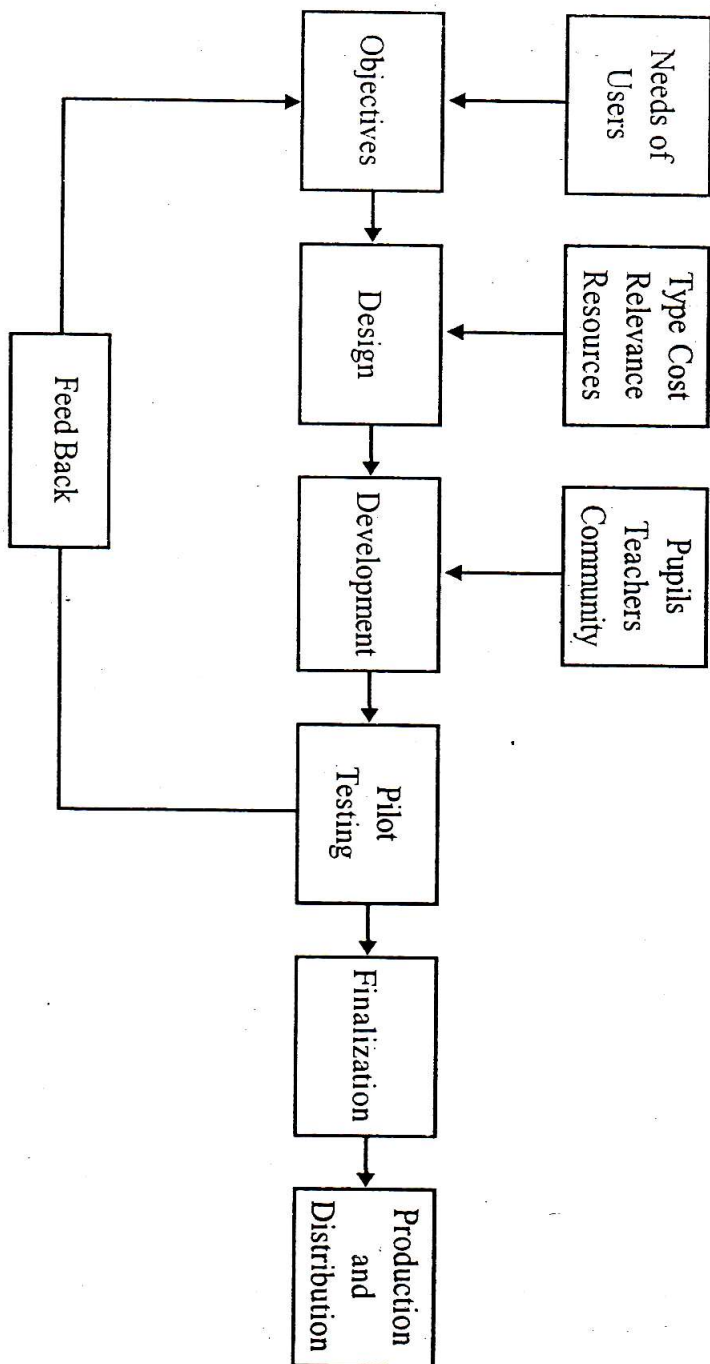 Needs of
Users
Type Cost
Relevance
Resources
Pupils
Teachers
Community
Objectives
Design
Development
Pilot
Testing
Finalization
Production
and
Distribution
Feed Back